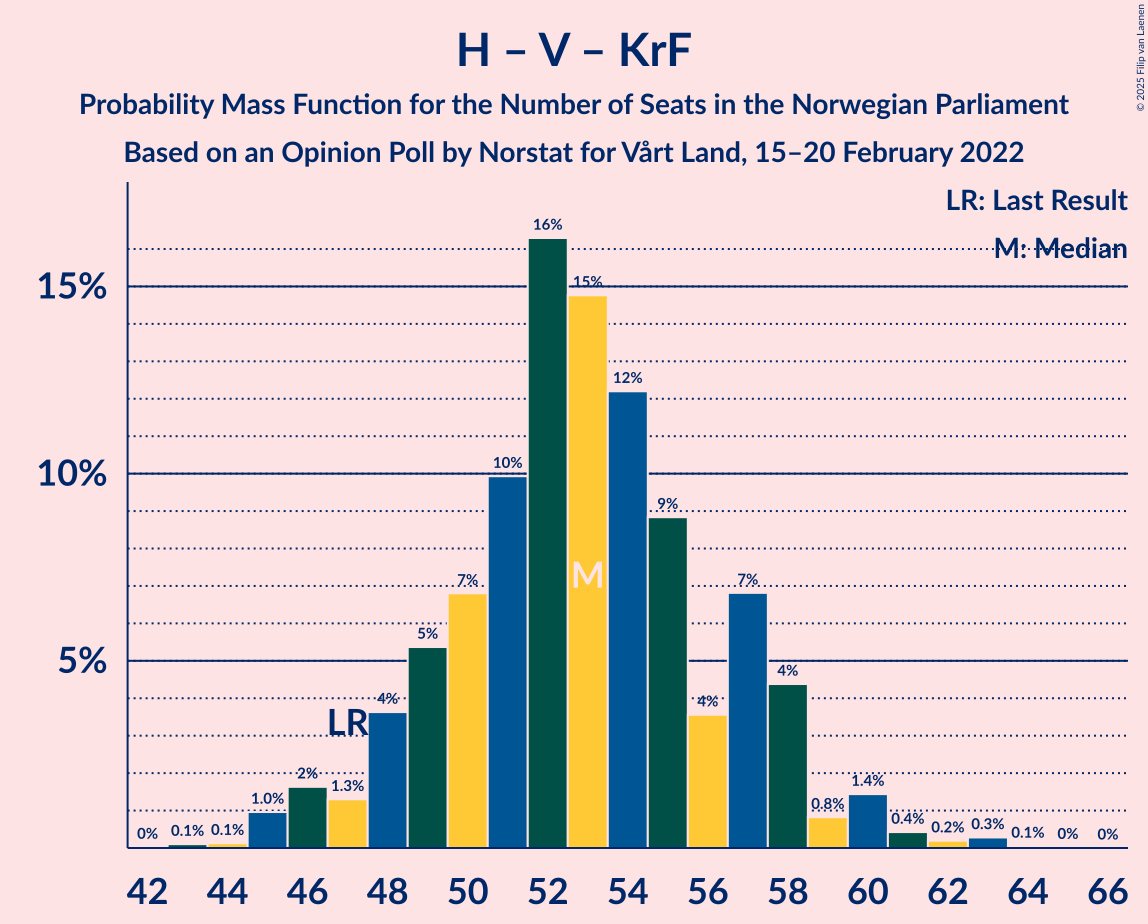 H – V – KrF
Probability Mass Function for the Number of Seats in the Norwegian Parliament
Based on an Opinion Poll by Norstat for Vårt Land, 15–20 February 2022
© 2025 Filip van Laenen
LR: Last Result
M: Median
15%
10%
5%
0% 0.1% 0.1% 1.0% 2% 1.3% 4% 5% 7% 10% 16% 15% 12% 9% 4% 7% 4% 0.8% 1.4% 0.4% 0.2% 0.3% 0.1% 0% 0%
LR
M
42 44 46 48 50 52 54 56 58 60 62 64 66